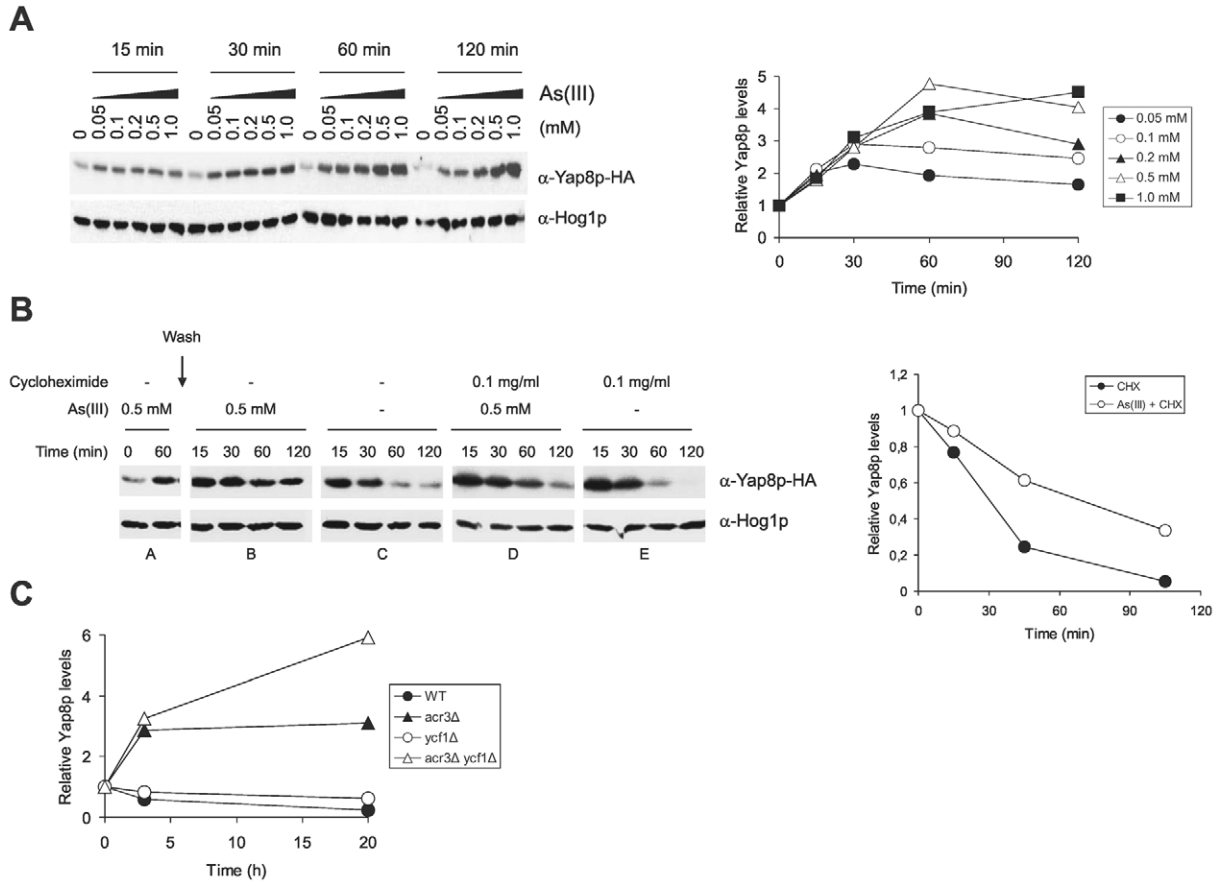 A
15 min 30 min 60 min 120 min
As(III)
0 0.05 0.1 0.2 0.5 1.0 0 0.05 0.1 0.2 0.5 1.0 0 0.05 0.1 0.2 0.5 1.0 0 0.05 0.1 0.2 0.5 1.0 (mM)
α-Yap8p-HA
α-Hog1p
Relative Yap8p levels
5
4
3
2
1
0
0 30 60 90 120
Time (min)
0.05 mM
0.1 mM
0.2 mM
0.5 mM
1.0 mM
B
Wash
Cycloheximide - - - 0.1 mg/ml 0.1 mg/ml
As(III) 0.5 mM 0.5 mM - 0.5 mM -
Time (min) 0 60 15 30 60 120 15 30 60 120 15 30 60 120 15 30 60 120
α-Yap8p-HA
α-Hog1p
A B C D E
Relative Yap8p levels
1,2
1
0,8
0,6
0,4
0,2
0
0 30 60 90 120
Time (min)
CHX
As(III) + CHX
C
Relative Yap8p levels
6
4
2
0
0 5 10 15 20
Time (h)
WT
acr3Δ
ycf1Δ
acr3Δ ycf1Δ